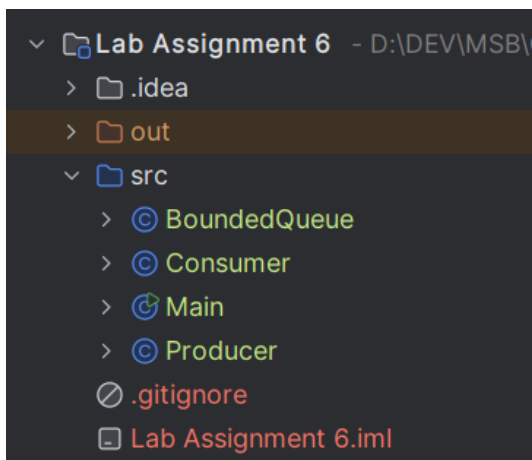 Lab Assignment 6 - D:\DEV\MSB\
.idea
out
src
C BoundedQueue
C Consumer
C Main
C Producer
.gitignore
Lab Assignment 6.iml